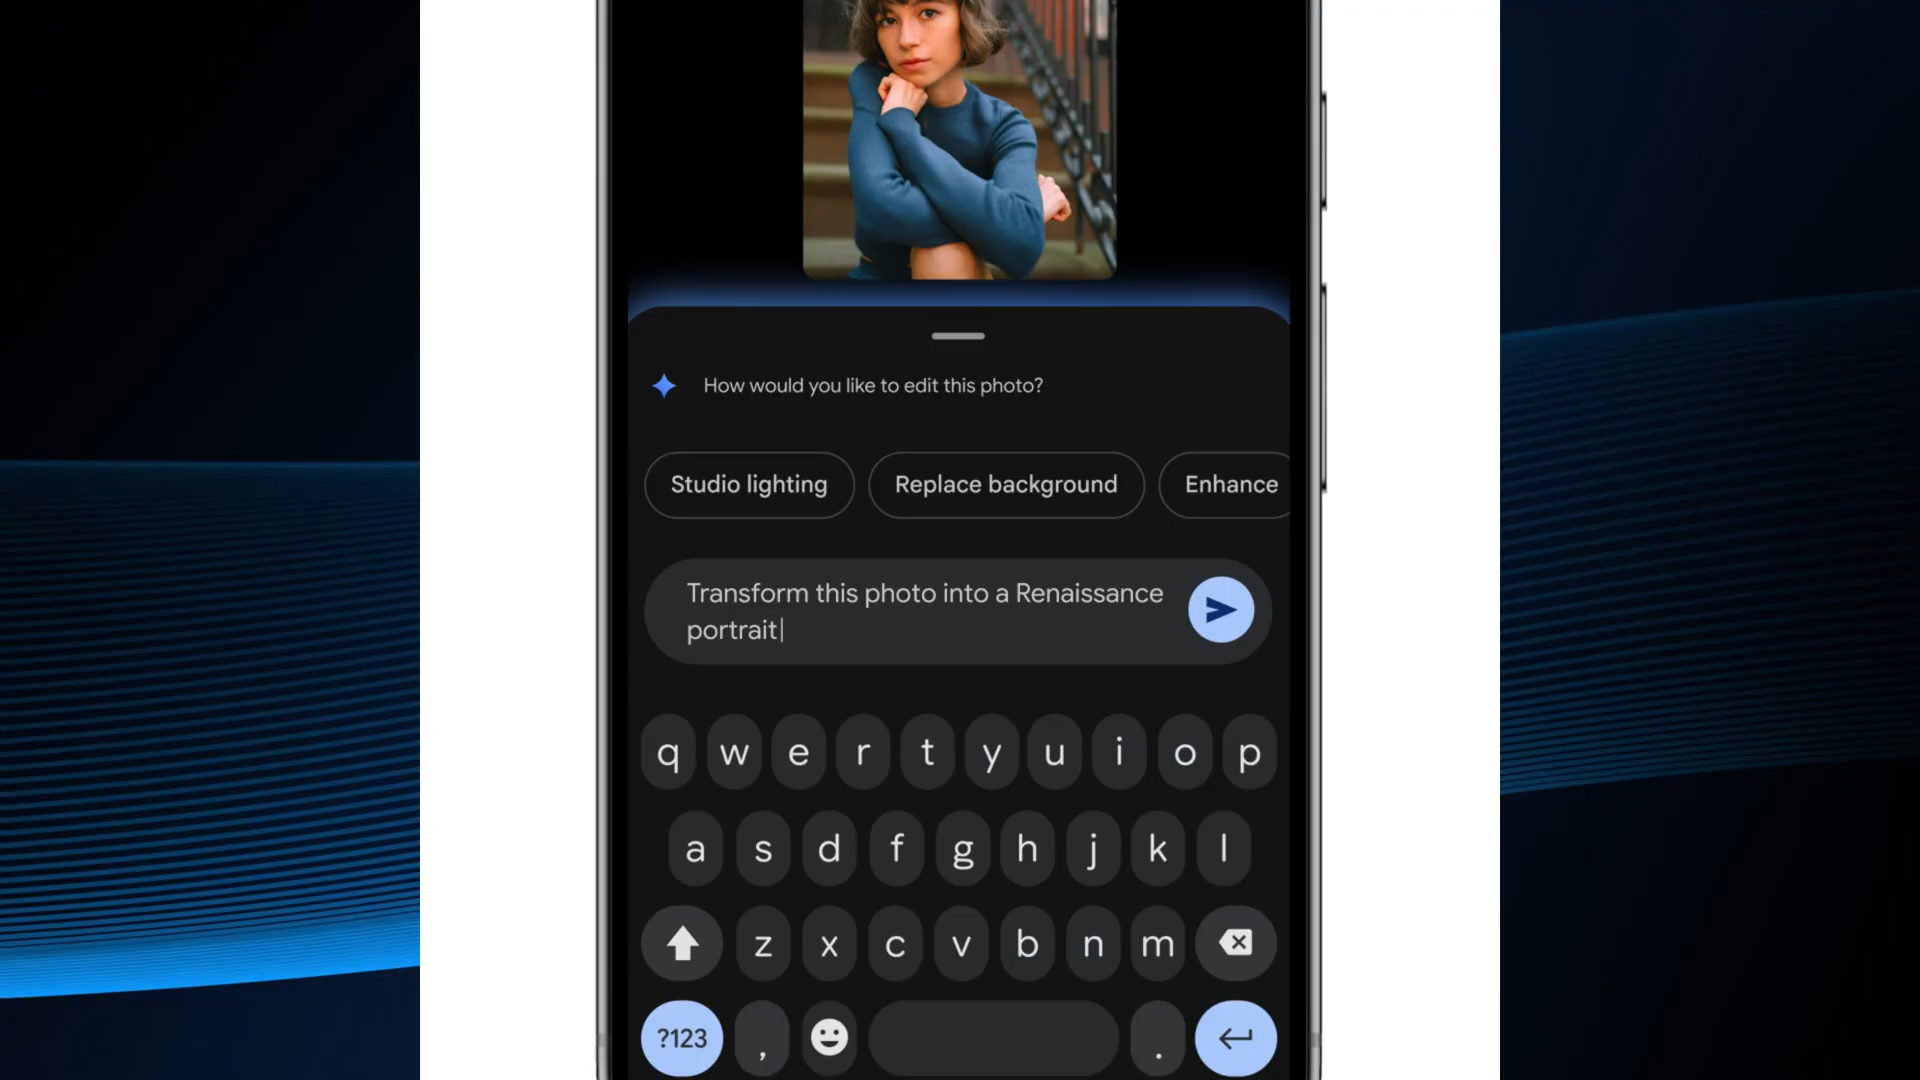 How would you like to edit this photo?
Studio lighting Replace background Enhance
Transform this photo into a Renaissance
portrait
q w e r t y u i o p
a s d f g h j k l
z x c v b n m
?123 , .